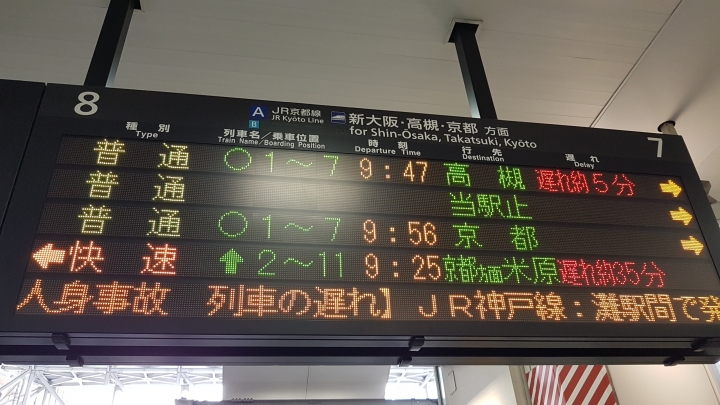 8 A JR京都線 新大阪・高槻・京都 方面 7
B JR Kyōto Line for Shin-Ōsaka, Takatsuki, Kyōto
種別 列車名／乗車位置 時刻 行先 遅れ
Type Train Name/Boarding Position Departure Time Destination Delay
普通 ○1～7 9:47 高槻 遅れ約5分 →
普通 当駅止 →
普通 ○1～7 9:56 京都 →
←快速 ↑2～11 9:25 京都方面米原 遅れ約35分
人身事故 列車の遅れ】 JR神戸線：灘駅間で発